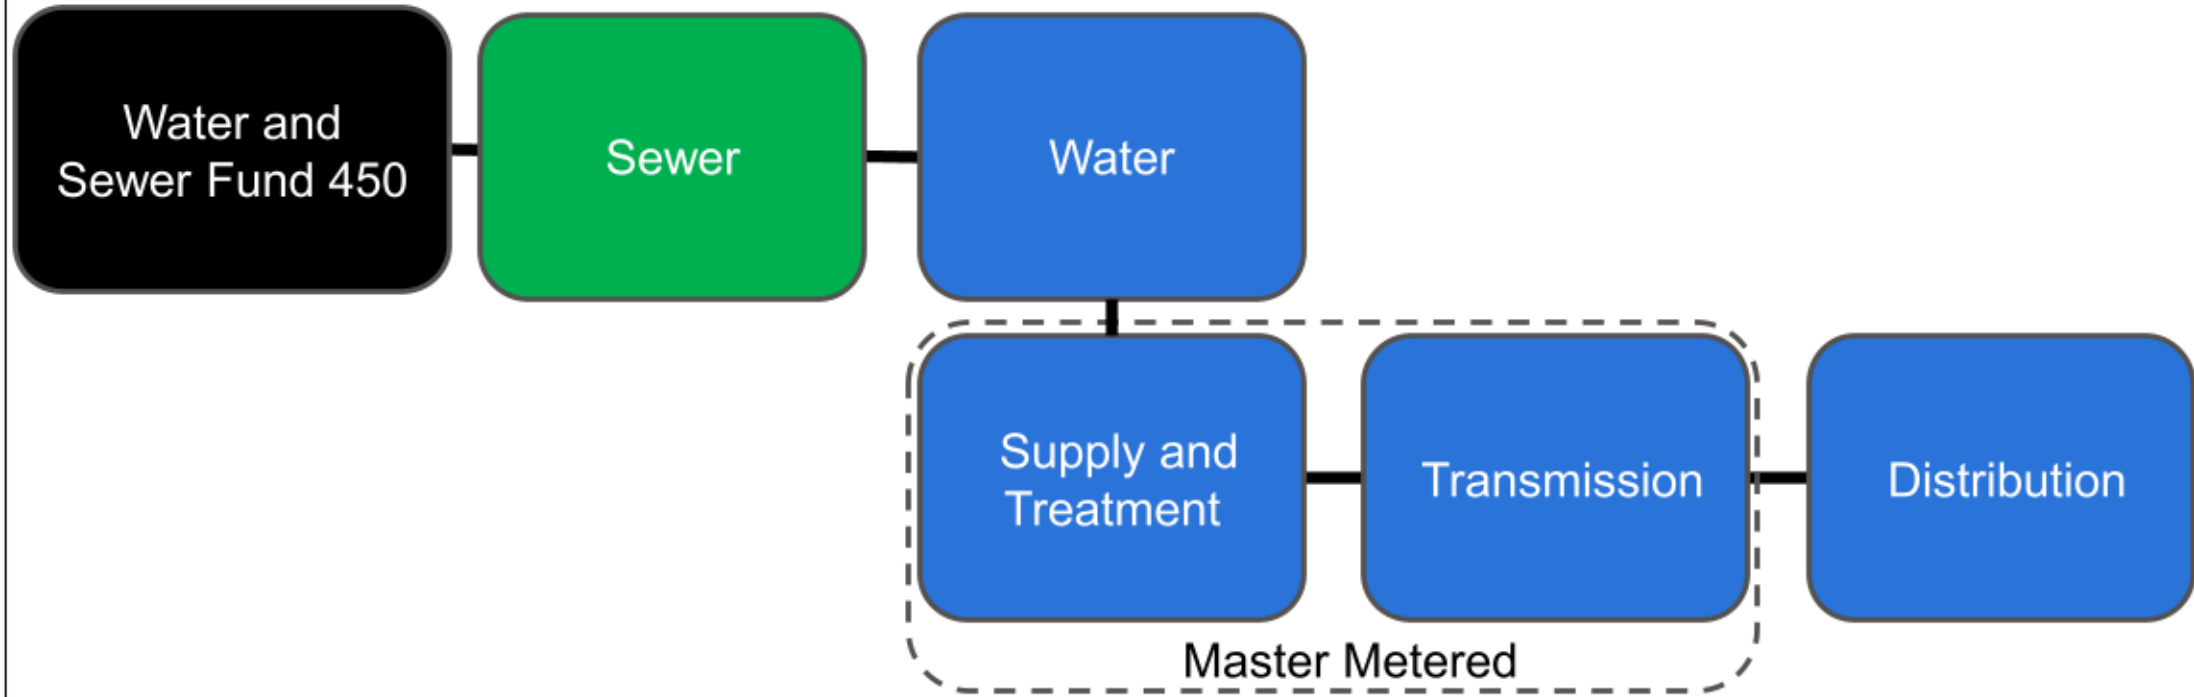 Water and
Sewer Fund 450
Sewer
Water
Supply and
Treatment
Transmission
Distribution
Master Metered